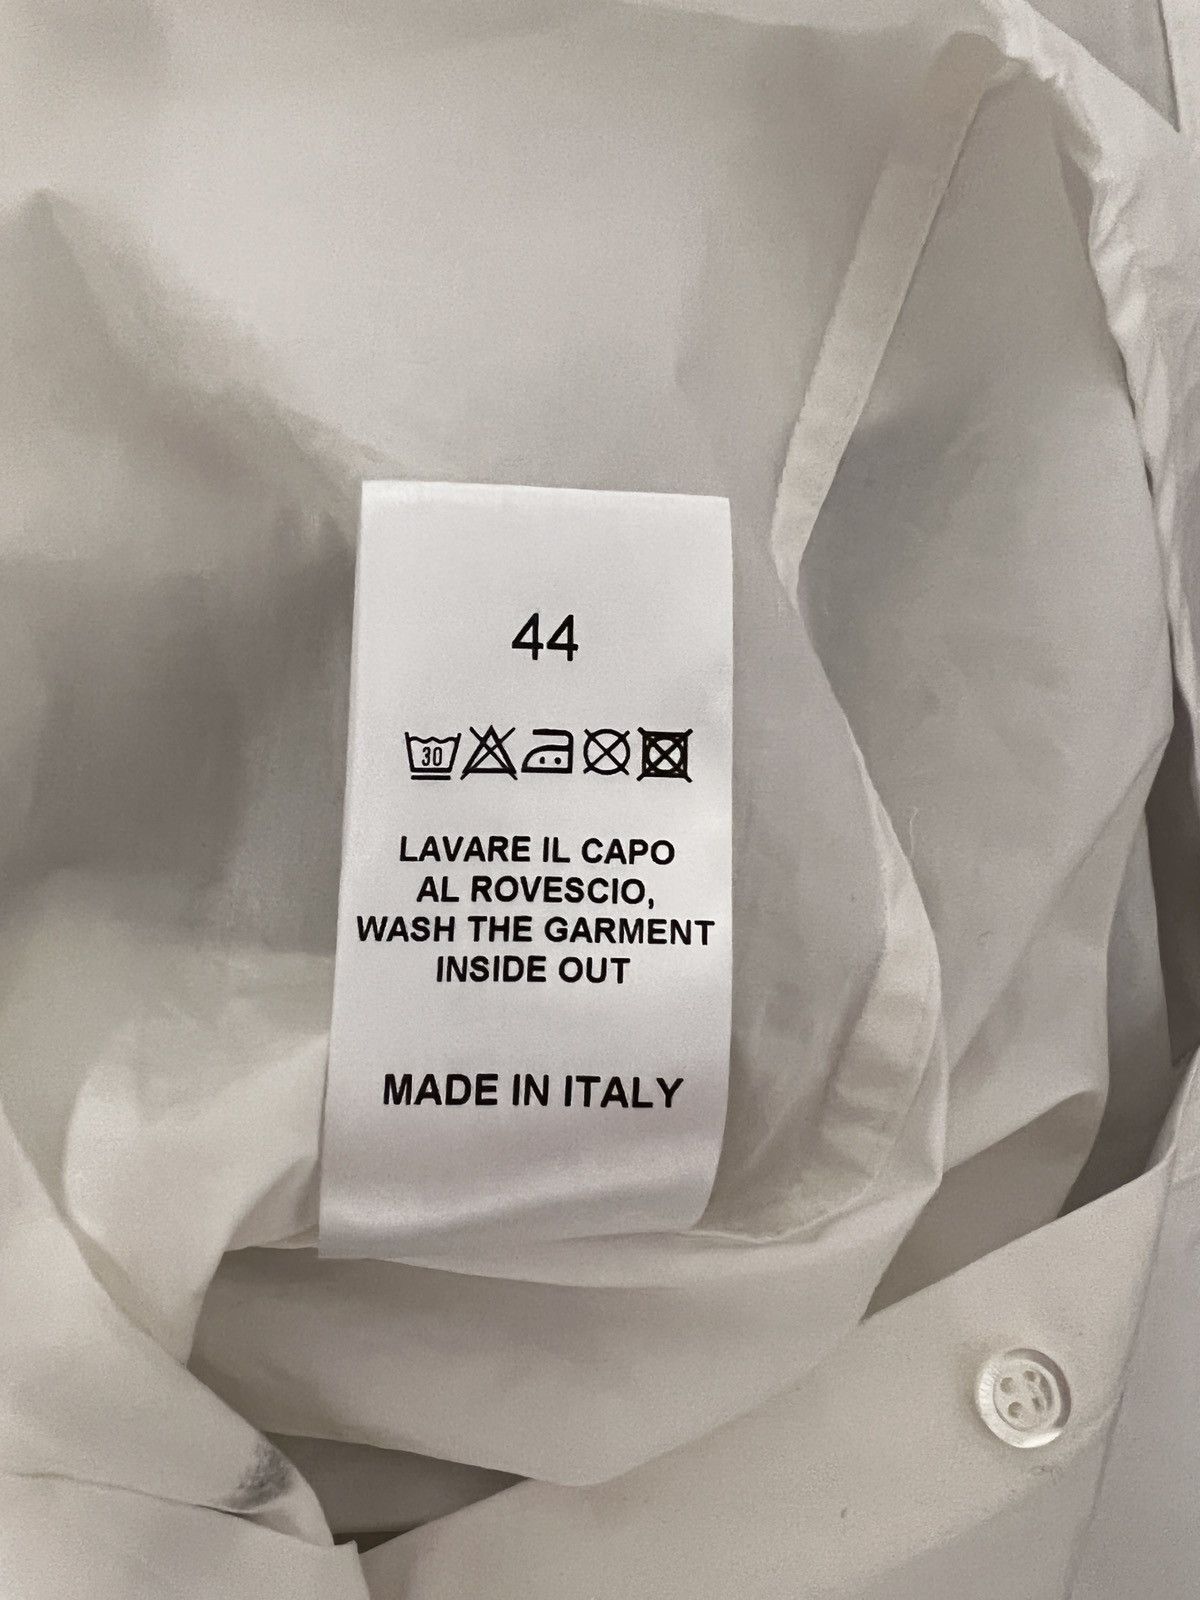 44
30
LAVARE IL CAPO
AL ROVESCIO,
WASH THE GARMENT
INSIDE OUT
MADE IN ITALY